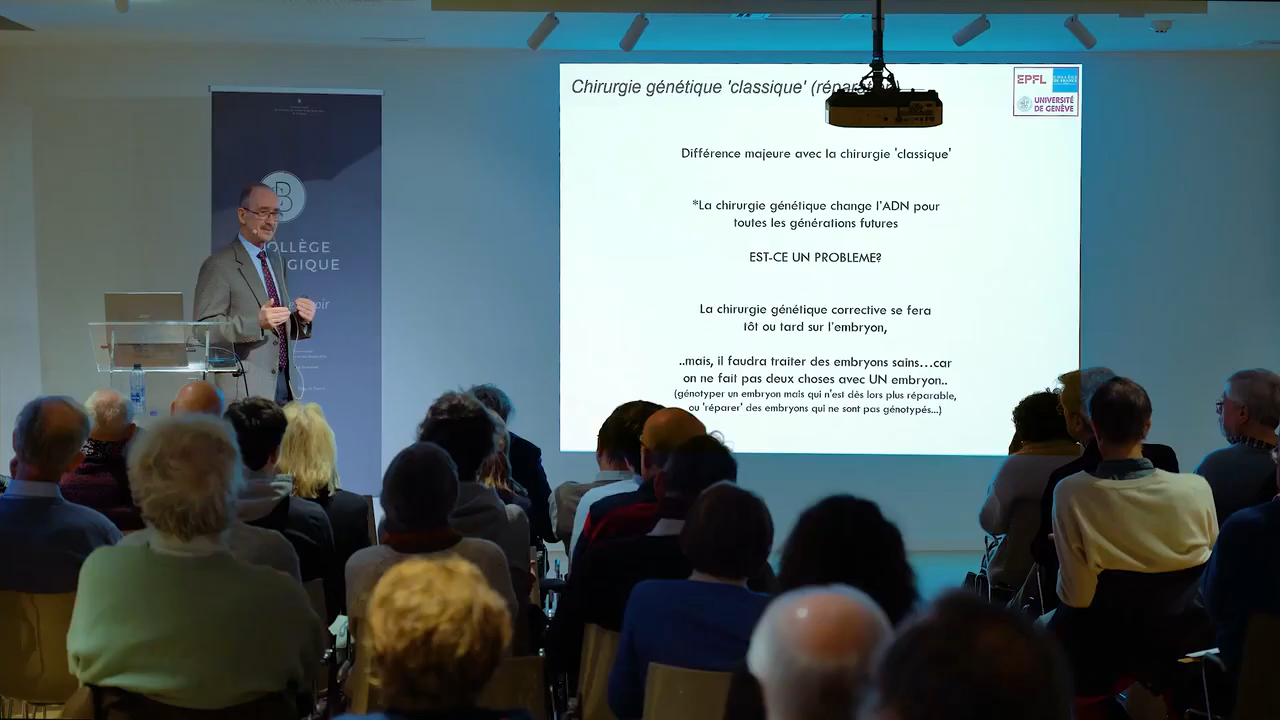 Chirurgie génétique 'classique'
EPFL
UNIVERSITÉ
DE GENÈVE
Différence majeure avec la chirurgie 'classique'
*La chirurgie génétique change l'ADN pour
toutes les générations futures
EST-CE UN PROBLEME?
La chirurgie génétique corrective se fera
tôt ou tard sur l'embryon,
..mais, il faudra traiter des embryons sains...car
on ne fait pas deux choses avec UN embryon..
(génotyper un embryon mais qui n'est dès lors plus réparable,
ou 'réparer' des embryons qui ne sont pas génotypés...)
B
OLLÈGE
GIQUE